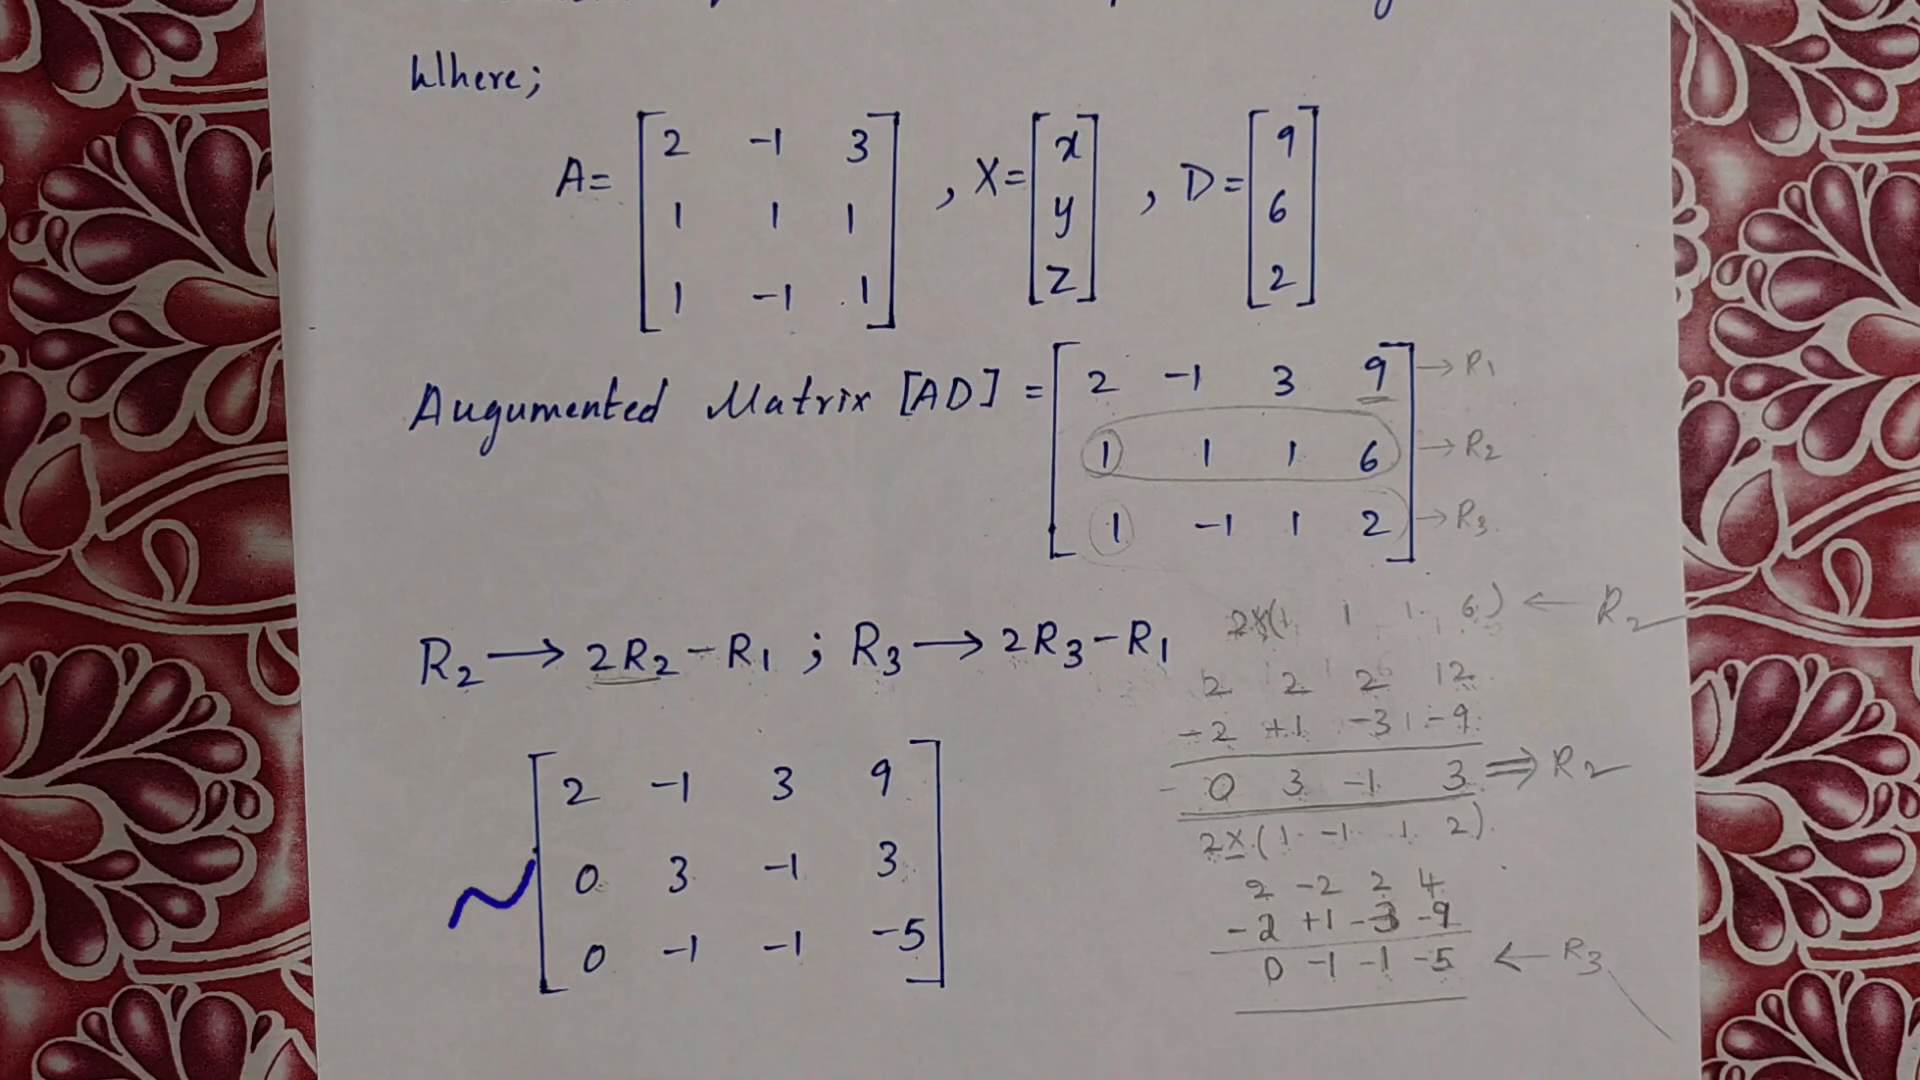 Where;
A= [2 -1 3 , X= [x , D= [9
1 1 1 y 6
1 -1 1] z] 2]
Augumented Matrix [AD] = [2 -1 3 9] → R1
1 1 1 6 → R2
1 -1 1 2 → R3
R2 → 2R2 - R1 ; R3 → 2R3 - R1
2×(1 1 1 6) ← R2
2 2 2 12
-2 +1 -3 -9
0 3 -1 3 ⇒ R2
2×(1 -1 1 2)
2 -2 2 4
-2 +1 -3 -9
0 -1 -1 -5 ← R3
~ [2 -1 3 9
0 3 -1 3
0 -1 -1 -5]